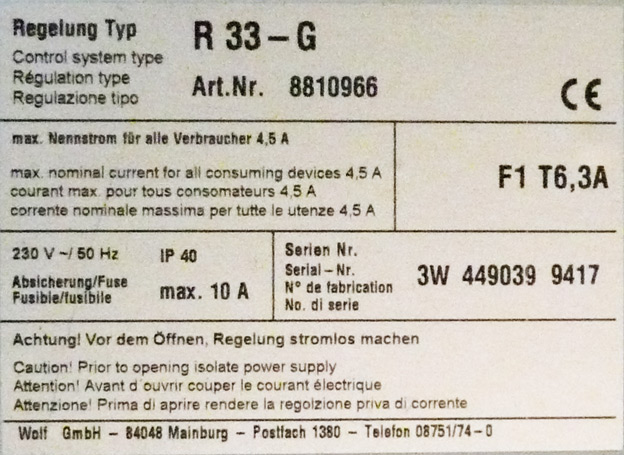 Regelung Typ
R 33 – G
Control system type
Régulation type
Regulazione tipo
Art.Nr. 8810966
CE
max. Nennstrom für alle Verbraucher 4,5 A
max. nominal current for all consuming devices 4,5 A
courant max. pour tous consomateurs 4,5 A
corrente nominale massima per tutte le utenze 4,5 A
F1 T6,3A
230 V ~/ 50 Hz
IP 40
Absicherung/Fuse
Fusible/fusibile
max. 10 A
Serien Nr.
Serial – Nr.
N° de fabrication
No. di serie
3W 449039 9417
Achtung! Vor dem Öffnen, Regelung stromlos machen
Caution! Prior to opening isolate power supply
Attention! Avant d'ouvrir couper le courant électrique
Attenzione! Prima di aprire rendere la regolzione priva di corrente
Wolf GmbH – 84048 Mainburg – Postfach 1380 – Telefon 08751/74-0